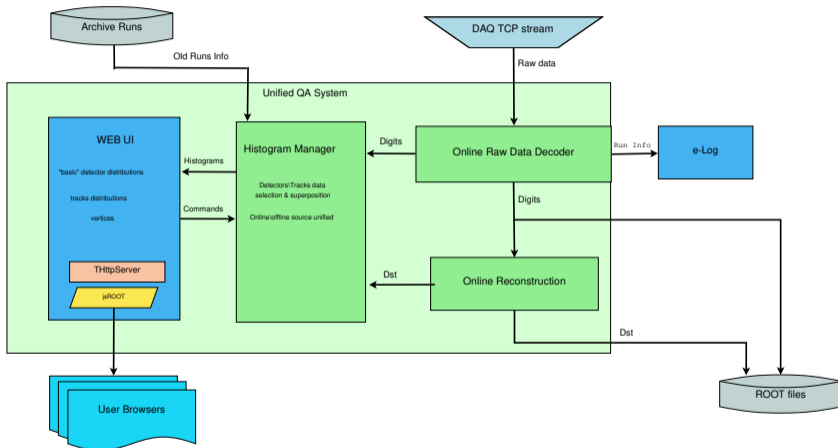 Archive Runs
DAQ TCP stream
Old Runs Info
Raw data
Unified QA System
WEB UI
"basic" detector distributions
tracks distributions
vertices
THttpServer
jsROOT
Histograms
Commands
Histogram Manager
Detectors\Tracks data
selection & superposition
Online\offline source unified
Digits
Online Raw Data Decoder
Run Info
e-Log
Digits
Dst
Online Reconstruction
Dst
User Browsers
ROOT files